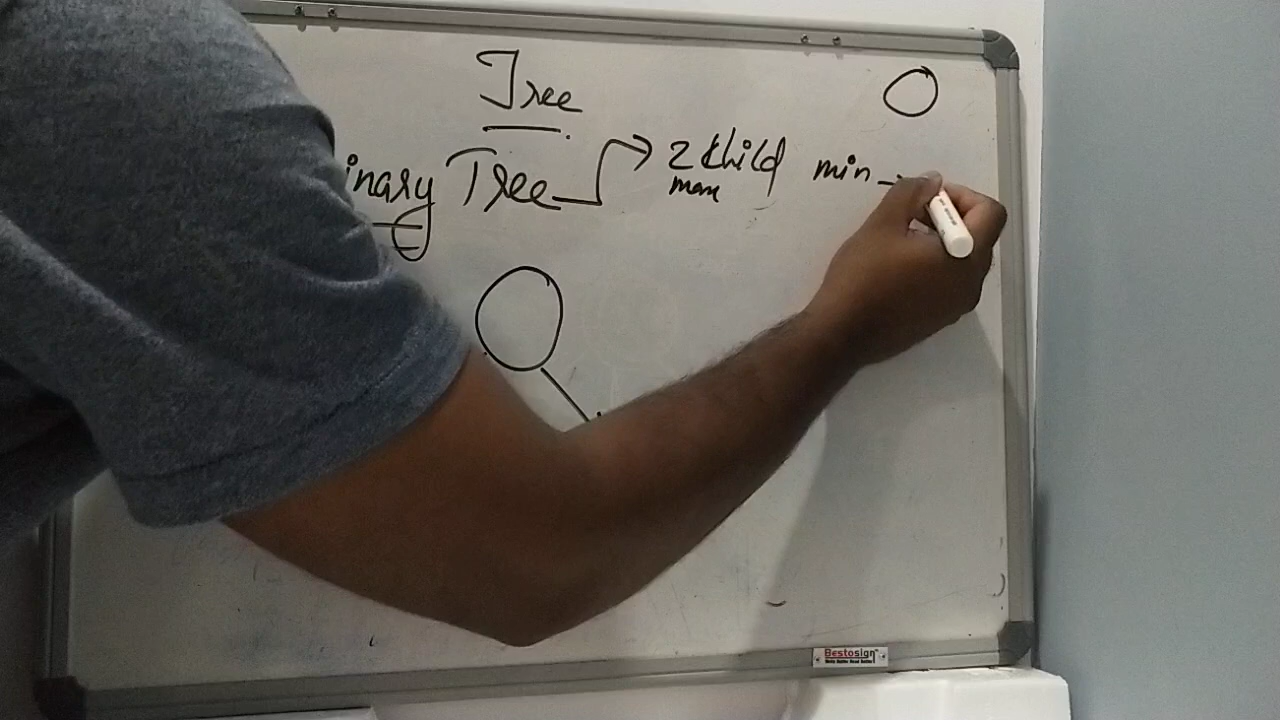 Tree
inary Tree → 2 Child min –
max
Bestosign